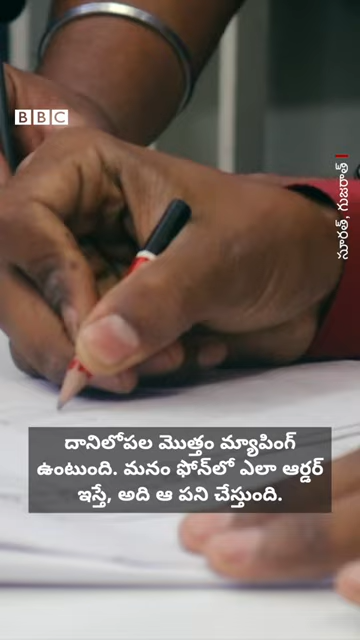 BBC
సూరత్, గుజరాత్
దానిలోపల మొత్తం మ్యాపింగ్
ఉంటుంది. మనం ఫోన్‌లో ఎలా ఆర్డర్
ఇస్తే, అది ఆ పని చేస్తుంది.